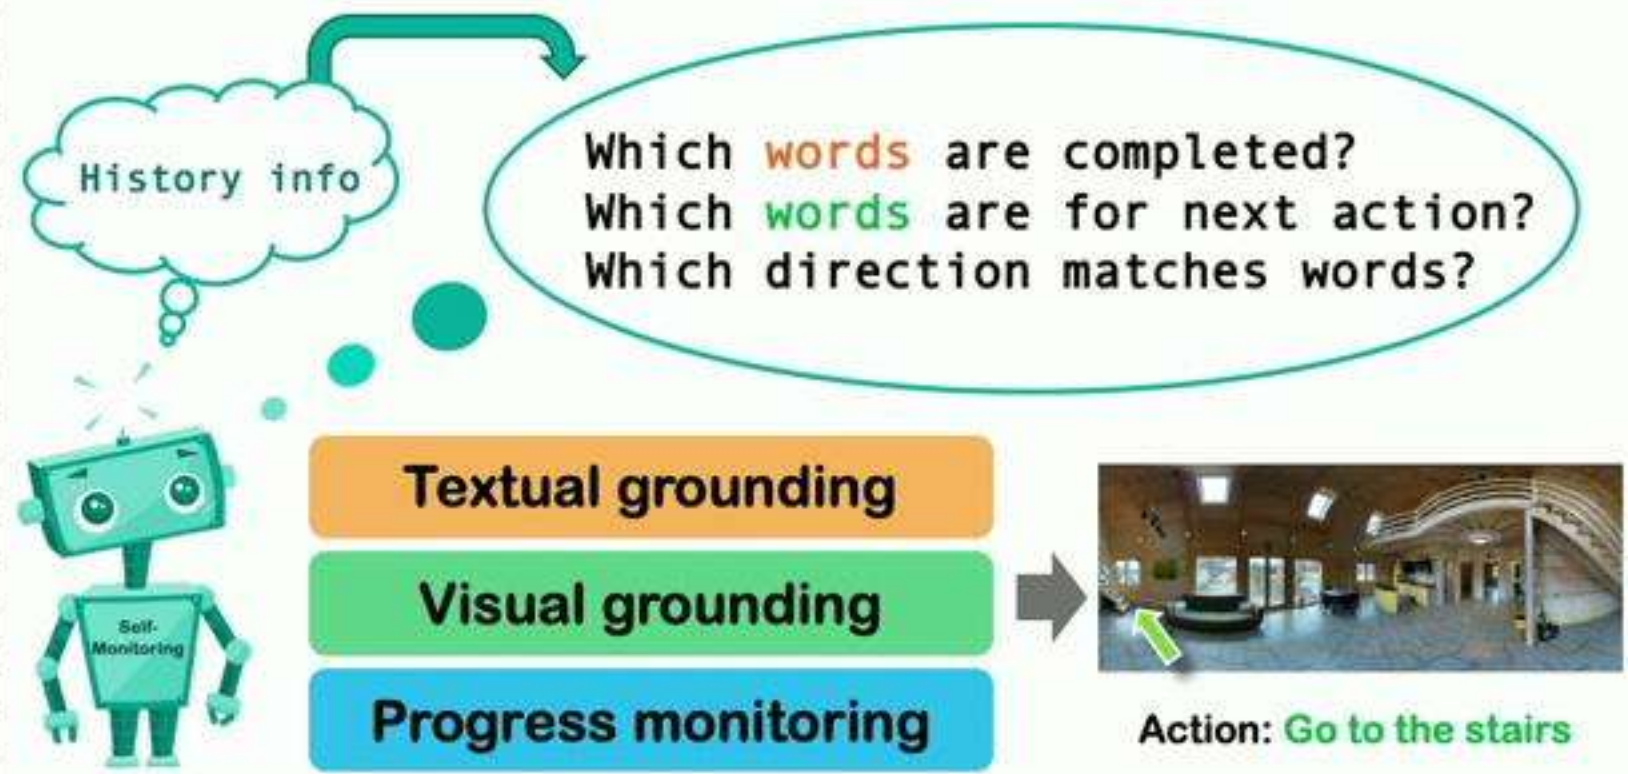 History info
Which words are completed?
Which words are for next action?
Which direction matches words?
Textual grounding
Visual grounding
Progress monitoring
Self-
Monitoring
Action: Go to the stairs